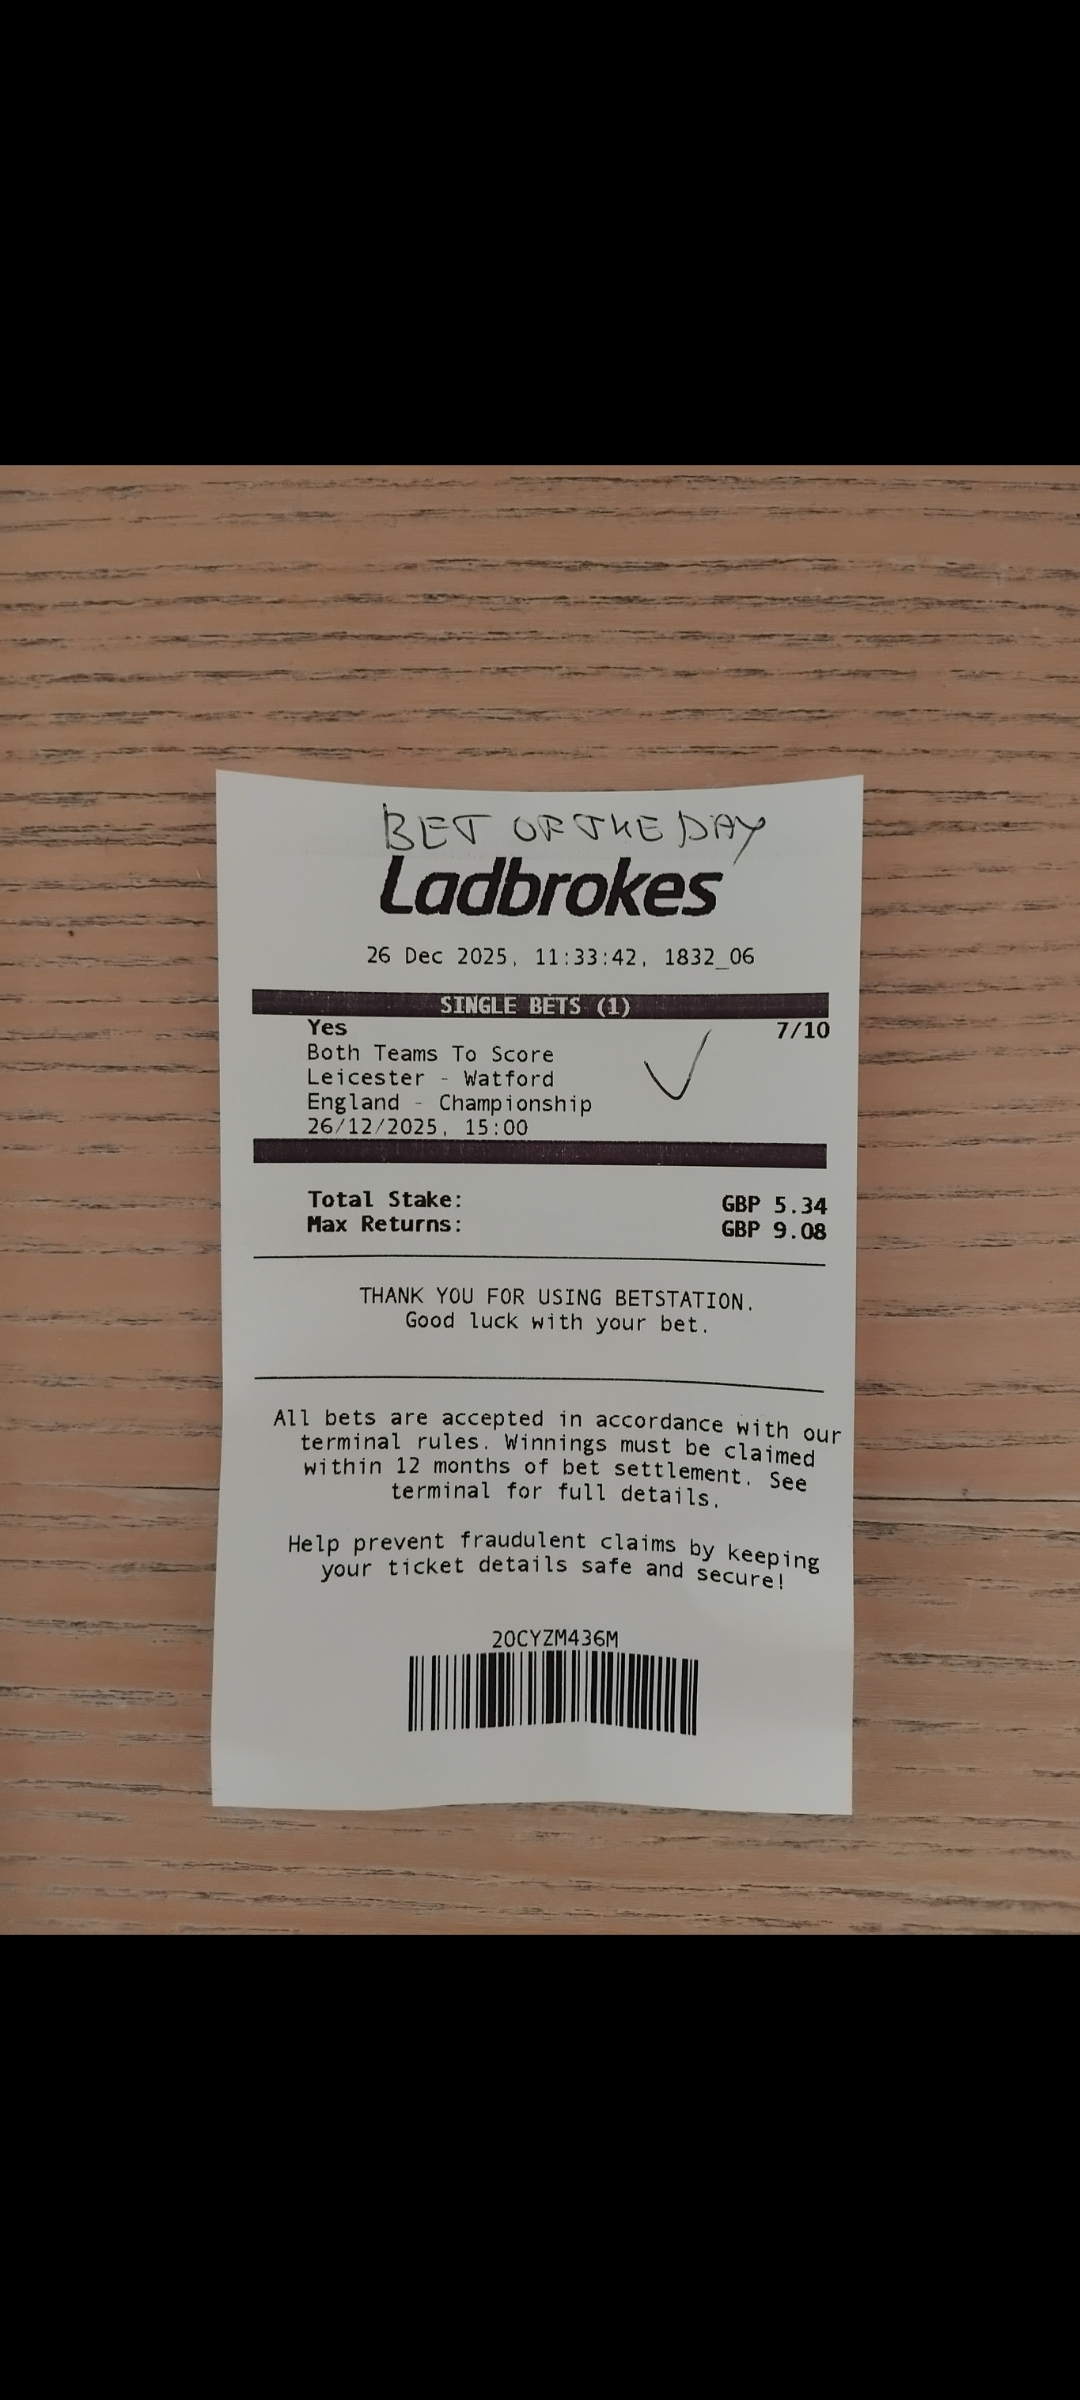 BET OF THE DAY
Ladbrokes
26 Dec 2025, 11:33:42, 1832_06
SINGLE BETS (1)
Yes 7/10
Both Teams To Score
Leicester - Watford
England - Championship
26/12/2025, 15:00
Total Stake: GBP 5.34
Max Returns: GBP 9.08
THANK YOU FOR USING BETSTATION.
Good luck with your bet.
All bets are accepted in accordance with our
terminal rules. Winnings must be claimed
within 12 months of bet settlement. See
terminal for full details.
Help prevent fraudulent claims by keeping
your ticket details safe and secure!
20CYZM436M